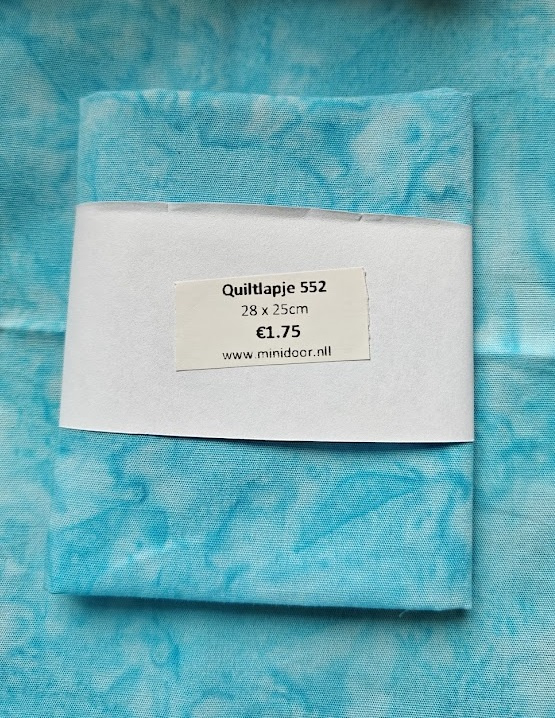 Quiltlapje 552
28 x 25cm
€1.75
www.minidoor.nll